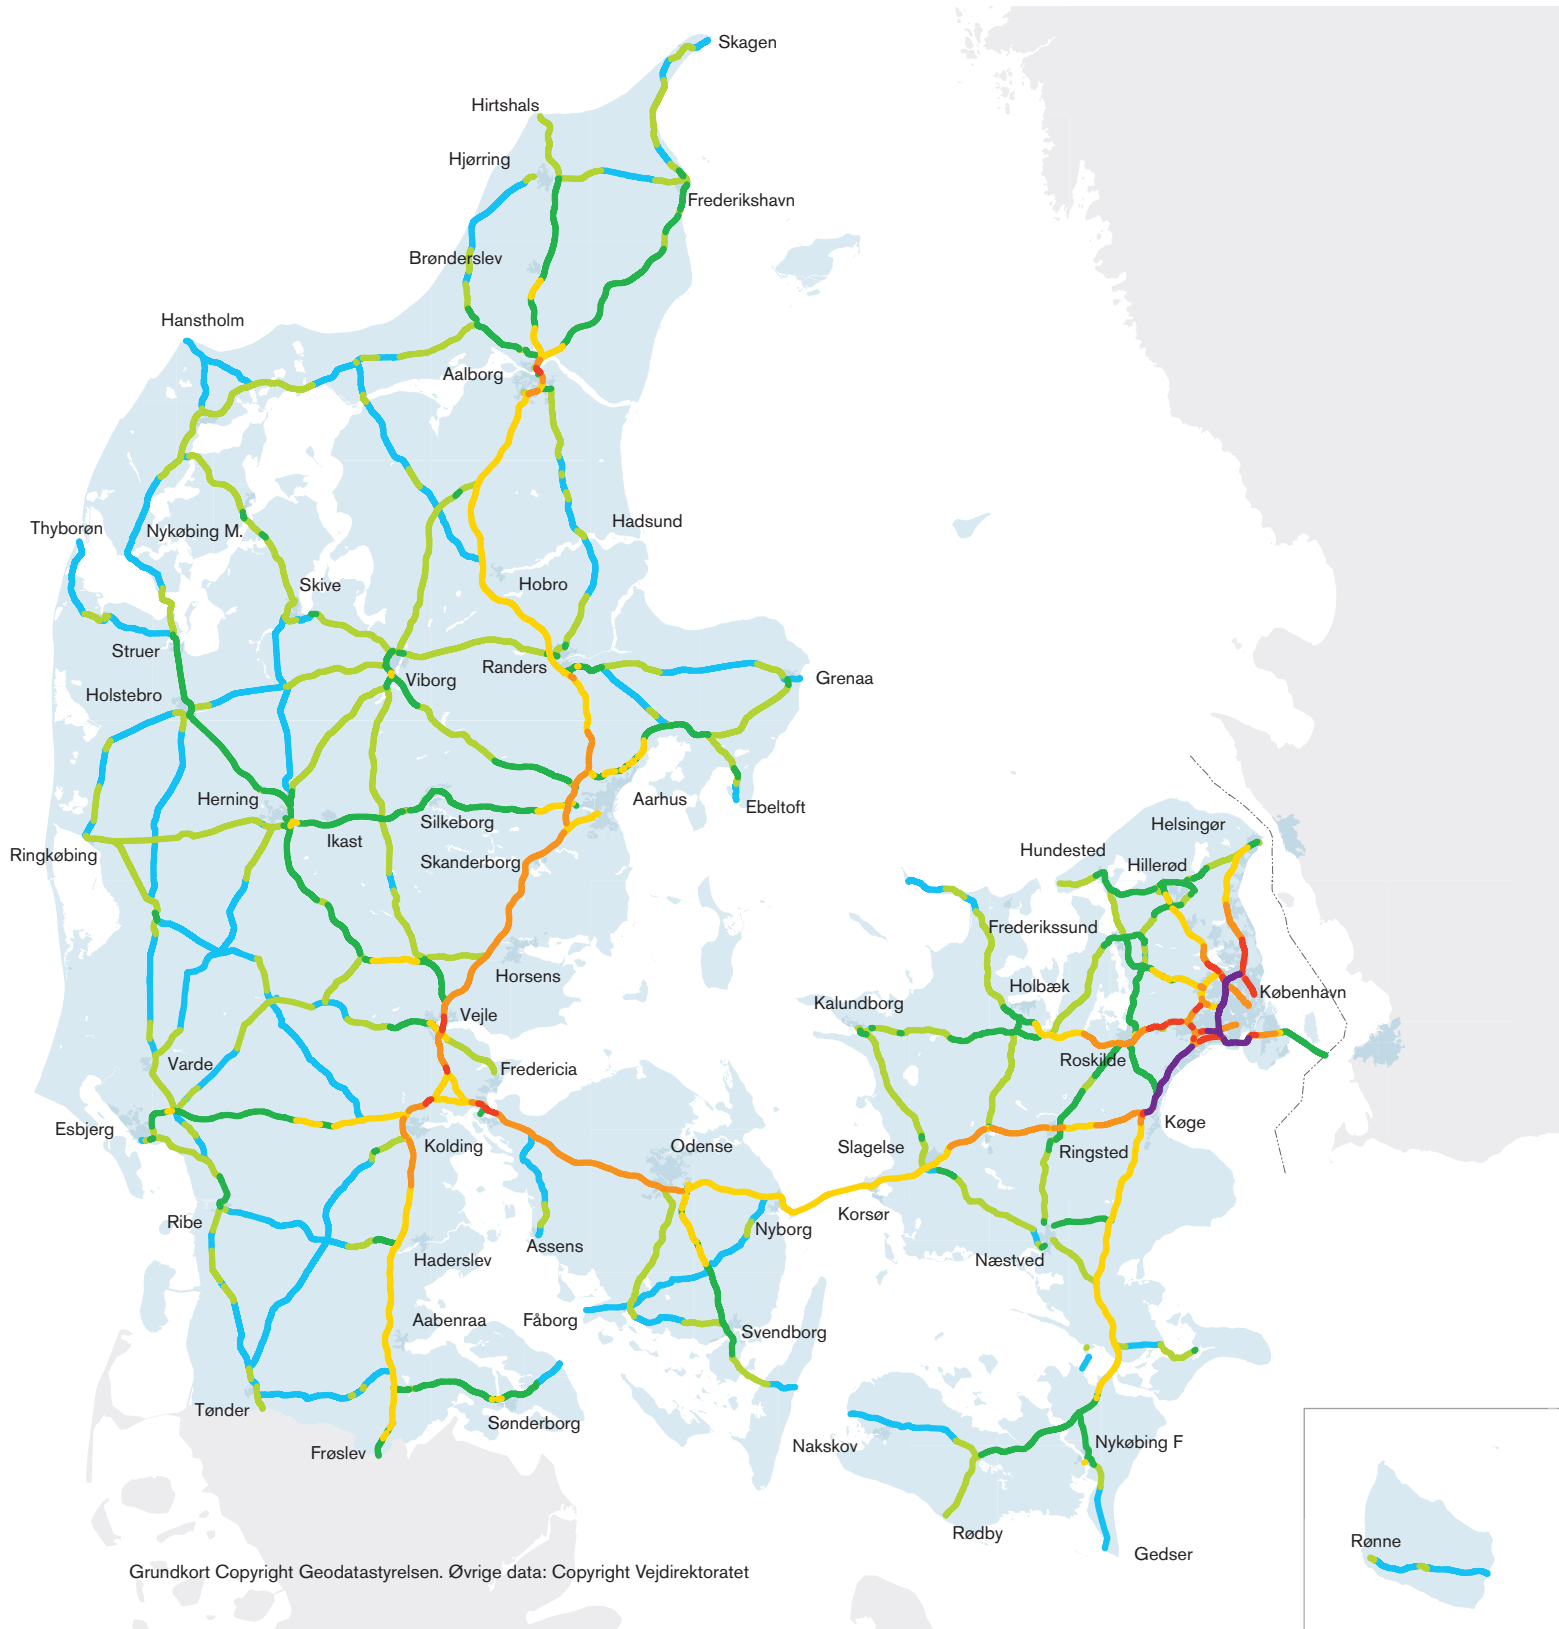 Skagen
Hirtshals
Hjørring
Frederikshavn
Brønderslev
Hanstholm
Aalborg
Thyborøn
Nykøbing M.
Hadsund
Skive
Hobro
Struer
Randers
Viborg
Grenaa
Holstebro
Herning
Aarhus
Ebeltoft
Silkeborg
Ikast
Ringkøbing
Skanderborg
Helsingør
Hundested
Hillerød
Frederikssund
Horsens
Holbæk
København
Kalundborg
Vejle
Varde
Roskilde
Fredericia
Esbjerg
Kolding
Odense
Slagelse
Køge
Ringsted
Ribe
Nyborg
Korsør
Assens
Haderslev
Næstved
Aabenraa
Fåborg
Svendborg
Tønder
Sønderborg
Frøslev
Nakskov
Nykøbing F
Rødby
Gedser
Rønne
Grundkort Copyright Geodatastyrelsen. Øvrige data: Copyright Vejdirektoratet